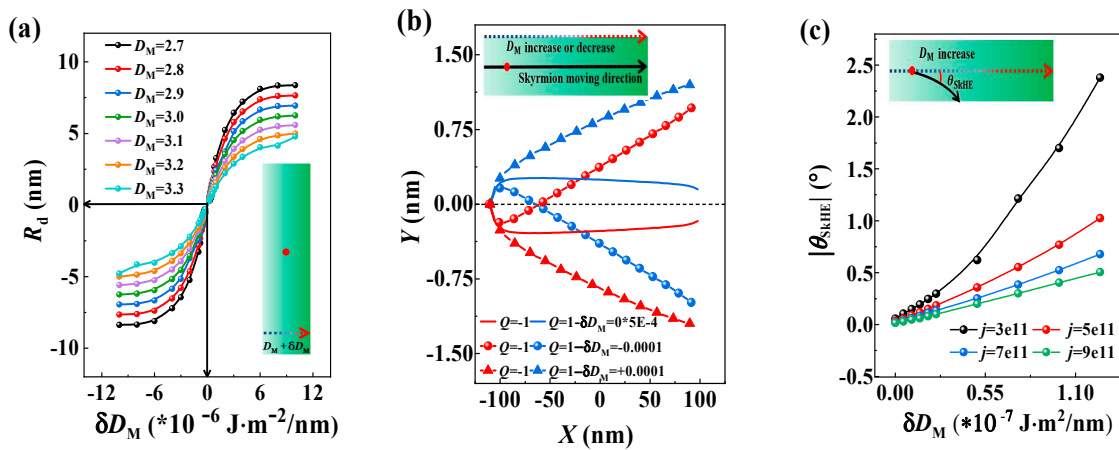 (a)
D_M=2.7
D_M=2.8
D_M=2.9
D_M=3.0
D_M=3.1
D_M=3.2
D_M=3.3
10
5
0
-5
-10
R_d (nm)
-12 -6 0 6 12
δD_M (*10^-6 J·m^-2/nm)
D_M + δD_M
(b)
1.50
0.75
0.00
-0.75
-1.50
Y (nm)
D_M increase or decrease
Skyrmion moving direction
Q=-1 Q=1-δD_M=0*5E-4
Q=-1 Q=1-δD_M=-0.0001
Q=-1 Q=1-δD_M=+0.0001
-100 -50 0 50 100
X (nm)
(c)
2.5
2.0
1.5
1.0
0.5
0.0
-0.5
|θ_SkHE| (°)
D_M increase
θ_SkHE
j=3e11 j=5e11
j=7e11 j=9e11
0.00 0.55 1.10
δD_M (*10^-7 J·m^2/nm)